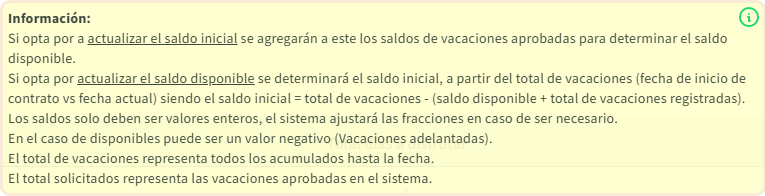 Información:
Si opta por a actualizar el saldo inicial se agregarán a este los saldos de vacaciones aprobadas para determinar el saldo
disponible.
Si opta por actualizar el saldo disponible se determinará el saldo inicial, a partir del total de vacaciones (fecha de inicio de
contrato vs fecha actual) siendo el saldo inicial = total de vacaciones - (saldo disponible + total de vacaciones registradas).
Los saldos solo deben ser valores enteros, el sistema ajustará las fracciones en caso de ser necesario.
En el caso de disponibles puede ser un valor negativo (Vacaciones adelantadas).
El total de vacaciones representa todos los acumulados hasta la fecha.
El total solicitados representa las vacaciones aprobadas en el sistema.